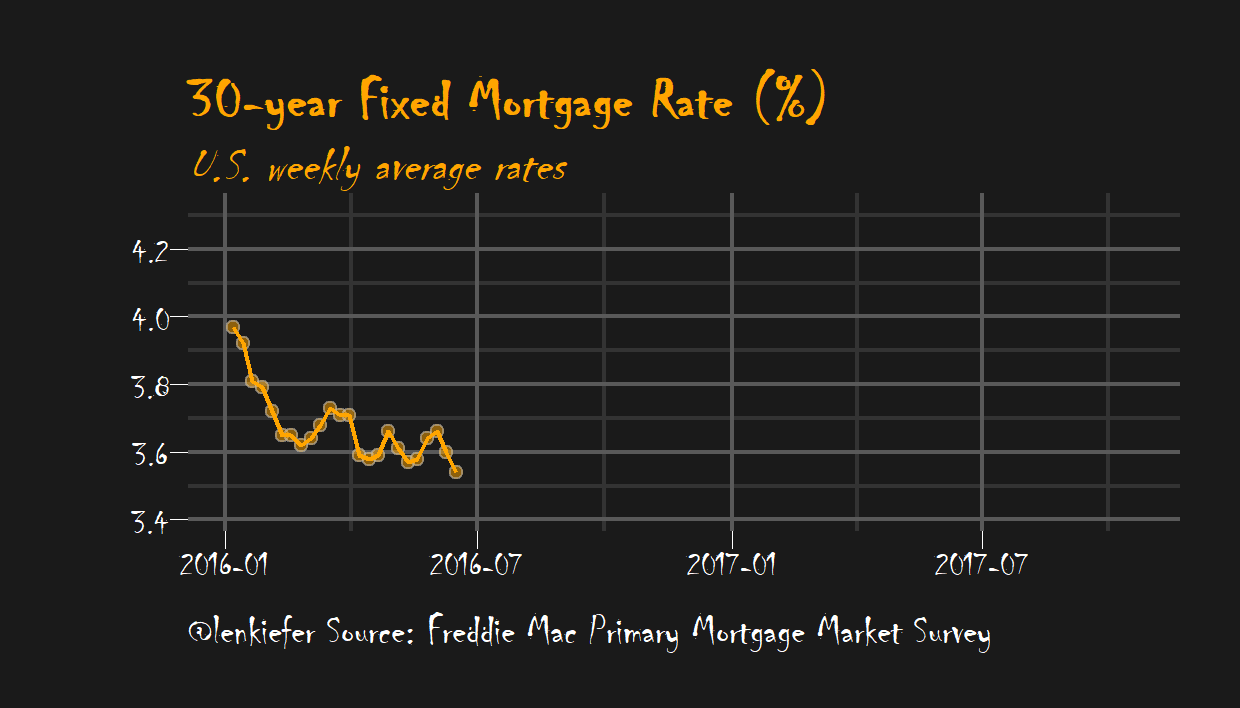 30-year Fixed Mortgage Rate (%)
U.S. weekly average rates
4.2
4.0
3.8
3.6
3.4
2016-01 2016-07 2017-01 2017-07
@lenkiefer Source: Freddie Mac Primary Mortgage Market Survey